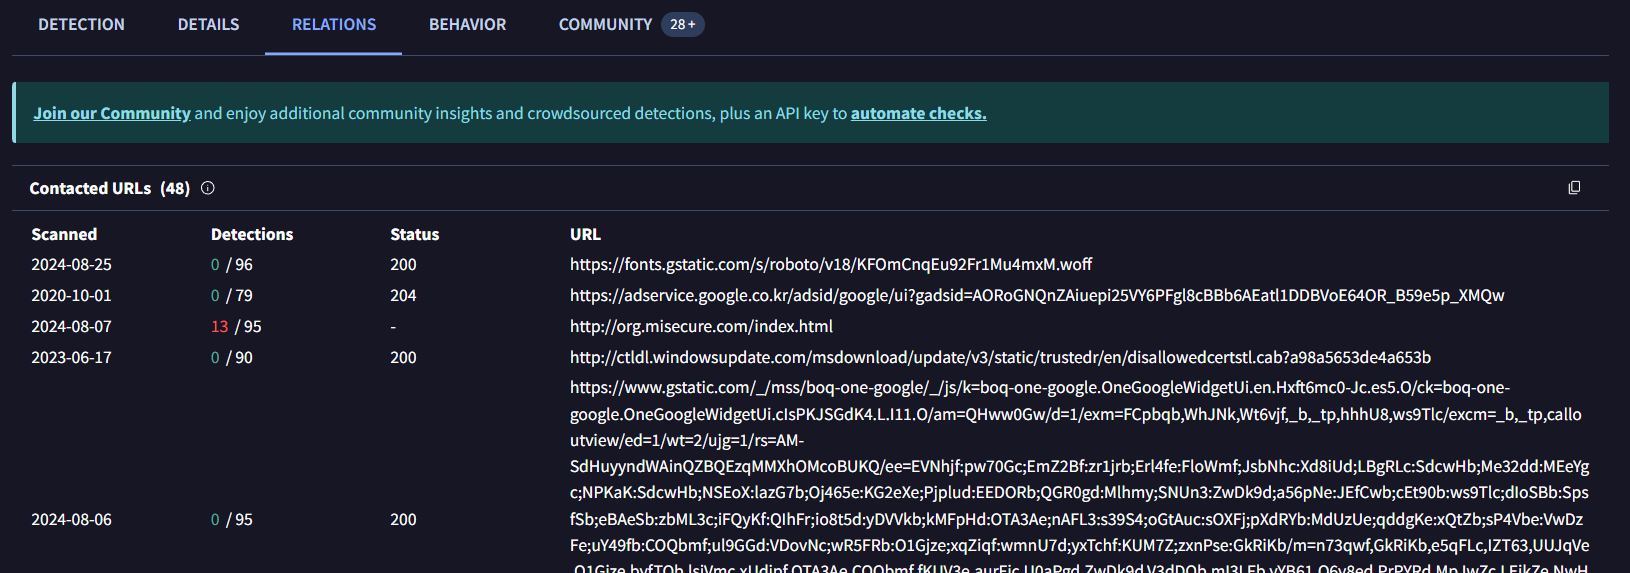 DETECTION DETAILS RELATIONS BEHAVIOR COMMUNITY 28+
Join our Community and enjoy additional community insights and crowdsourced detections, plus an API key to automate checks.
Contacted URLs (48)
Scanned Detections Status URL
2024-08-25 0 / 96 200 https://fonts.gstatic.com/s/roboto/v18/KFOmCnqEu92Fr1Mu4mxM.woff
2020-10-01 0 / 79 204 https://adservice.google.co.kr/adsid/google/ui?gadsid=AORoGNQnZAiuepi25VY6PFgl8cBBb6AEatl1DDBVoE64OR_B59e5p_XMQw
2024-08-07 13 / 95 - http://org.misecure.com/index.html
2023-06-17 0 / 90 200 http://ctldl.windowsupdate.com/msdownload/update/v3/static/trustedr/en/disallowedcertstl.cab?a98a5653de4a653b
https://www.gstatic.com/_/mss/boq-one-google/_/js/k=boq-one-google.OneGoogleWidgetUi.en.Hxft6mc0-Jc.es5.O/ck=boq-one-
google.OneGoogleWidgetUi.cIsPKJSGdK4.L.I11.O/am=QHww0Gw/d=1/exm=FCpbqb,WhJNk,Wt6vjf,_b,_tp,hhhU8,ws9Tlc/excm=_b,_tp,callo
utview/ed=1/wt=2/ujg=1/rs=AM-
SdHuyyndWAinQZBQEzqMMXhOMcoBUKQ/ee=EVNhjf:pw70Gc;EmZ2Bf:zr1jrb;Erl4fe:FloWmf;JsbNhc:Xd8iUd;LBgRLc:SdcwHb;Me32dd:MEeYg
c;NPKaK:SdcwHb;NSEoX:lazG7b;Oj465e:KG2eXe;Pjplud:EEDORb;QGR0gd:Mlhmy;SNUn3:ZwDk9d;a56pNe:JEfCwb;cEt90b:ws9Tlc;dIoSBb:Sps
2024-08-06 0 / 95 200 fSb;eBAeSb:zbML3c;iFQyKf:QIhFr;io8t5d:yDVVkb;kMFpHd:OTA3Ae;nAFL3:s39S4;oGtAuc:sOXFj;pXdRYb:MdUzUe;qddgKe:xQtZb;sP4Vbe:VwDz
Fe;uY49fb:COQbmf;ul9GGd:VDovNc;wR5FRb:O1Gjze;xqZiqf:wmnU7d;yxTchf:KUM7Z;zxnPse:GkRiKb/m=n73qwf,GkRiKb,e5qFLc,IZT63,UUJqVe